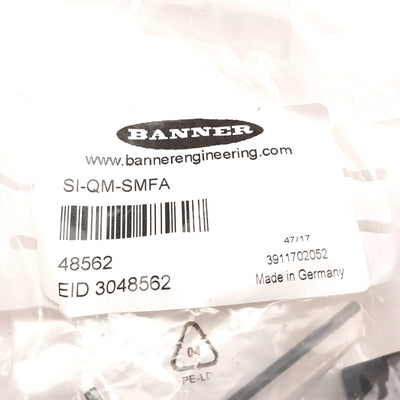 BANNER
www.bannerengineering.com
SI-QM-SMFA
47/17
48562
3911702052
EID 3048562
Made in Germany
04
PE-LD